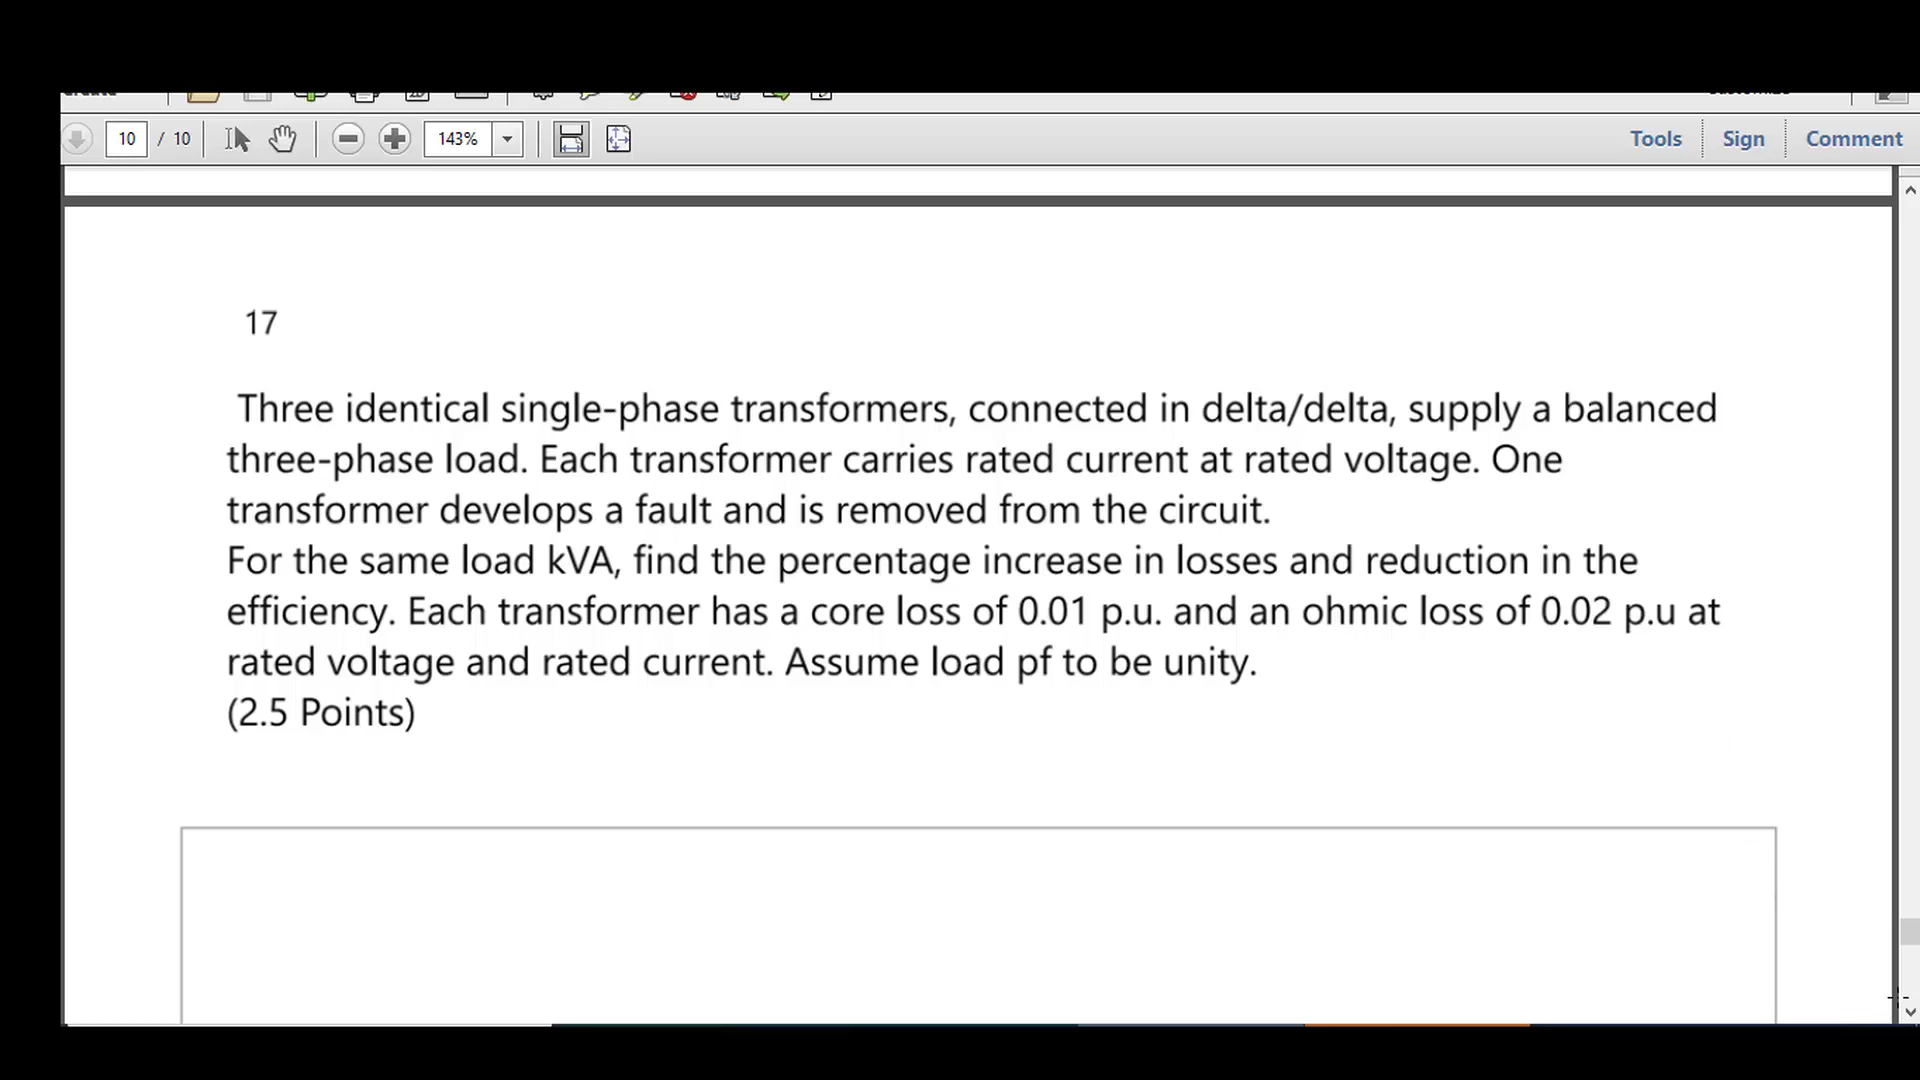 10 / 10 143% Tools Sign Comment
17
Three identical single-phase transformers, connected in delta/delta, supply a balanced
three-phase load. Each transformer carries rated current at rated voltage. One
transformer develops a fault and is removed from the circuit.
For the same load kVA, find the percentage increase in losses and reduction in the
efficiency. Each transformer has a core loss of 0.01 p.u. and an ohmic loss of 0.02 p.u at
rated voltage and rated current. Assume load pf to be unity.
(2.5 Points)